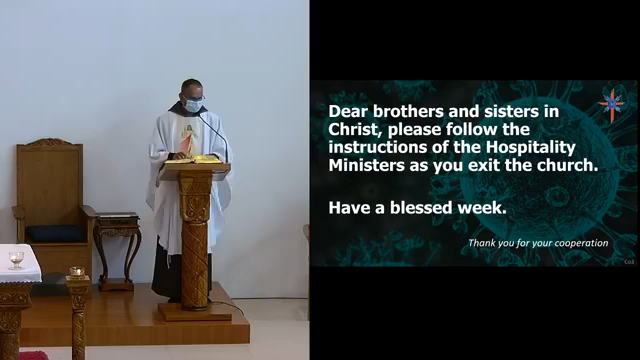 Dear brothers and sisters in
Christ, please follow the
instructions of the Hospitality
Ministers as you exit the church.
Have a blessed week.
Thank you for your cooperation